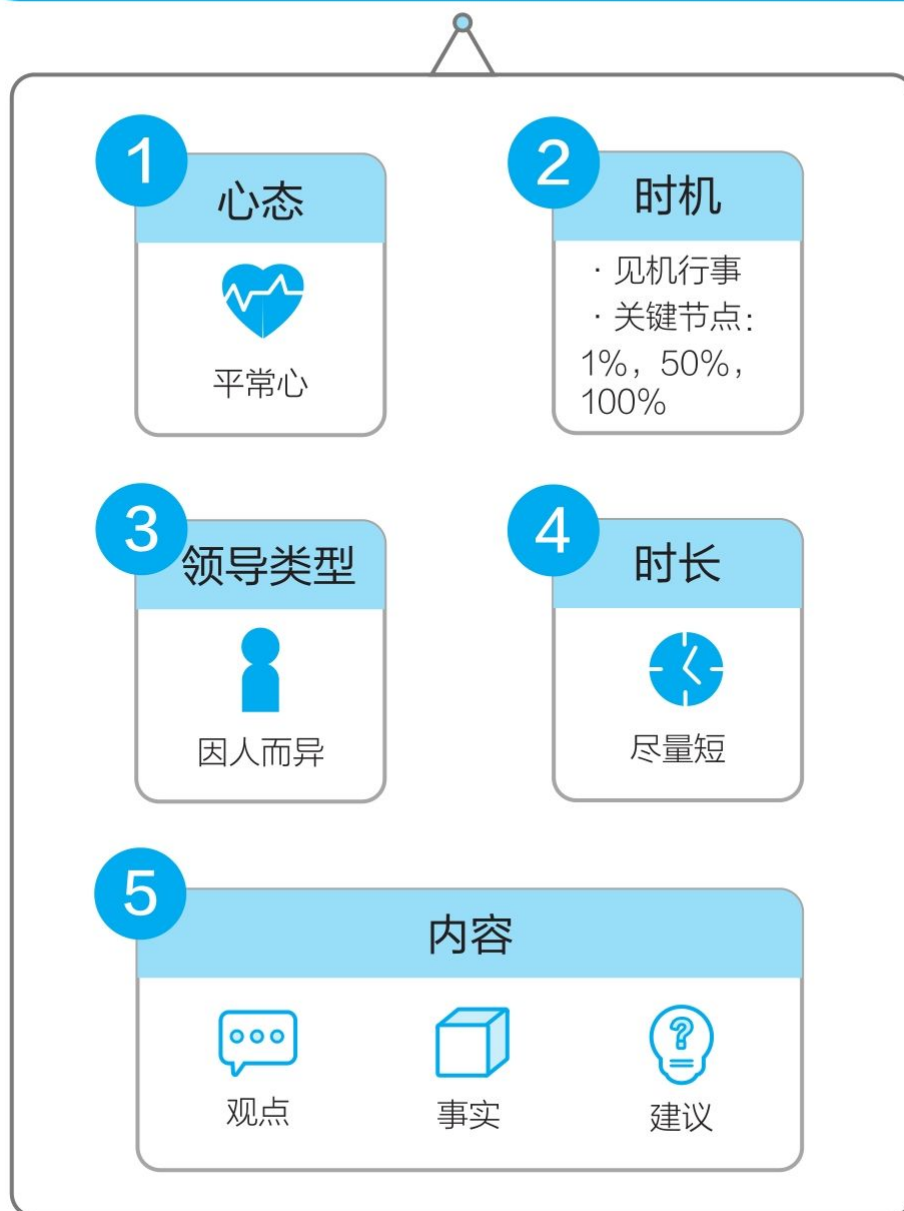 1
心态
平常心
2
时机
· 见机行事
· 关键节点:
1%，50%，
100%
3
领导类型
因人而异
4
时长
尽量短
5
内容
观点
事实
?
建议